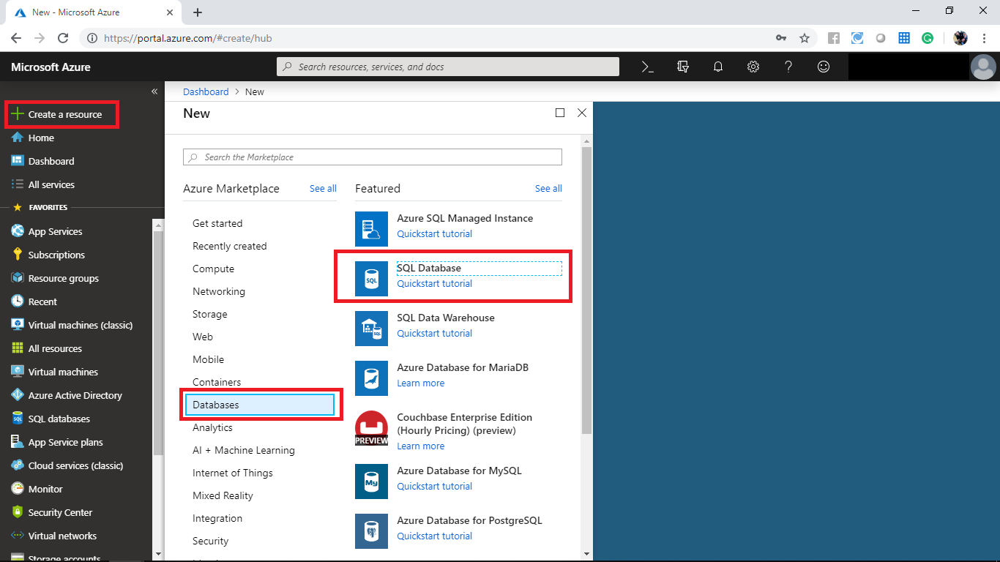 New - Microsoft Azure
https://portal.azure.com/#create/hub
Microsoft Azure
Search resources, services, and docs
Create a resource
Home
Dashboard
All services
FAVORITES
App Services
Subscriptions
Resource groups
Recent
Virtual machines (classic)
All resources
Virtual machines
Azure Active Directory
SQL databases
App Service plans
Cloud services (classic)
Monitor
Security Center
Virtual networks
Storage accounts
Dashboard > New
New
Search the Marketplace
Azure Marketplace
See all
Get started
Recently created
Compute
Networking
Storage
Web
Mobile
Containers
Databases
Analytics
AI + Machine Learning
Internet of Things
Mixed Reality
Integration
Security
Featured
See all
Azure SQL Managed Instance
Quickstart tutorial
SQL
SQL Database
Quickstart tutorial
SQL
SQL Data Warehouse
Quickstart tutorial
Azure Database for MariaDB
Learn more
PREVIEW
Couchbase Enterprise Edition
(Hourly Pricing) (preview)
Learn more
My
Azure Database for MySQL
Quickstart tutorial
Azure Database for PostgreSQL
Quickstart tutorial